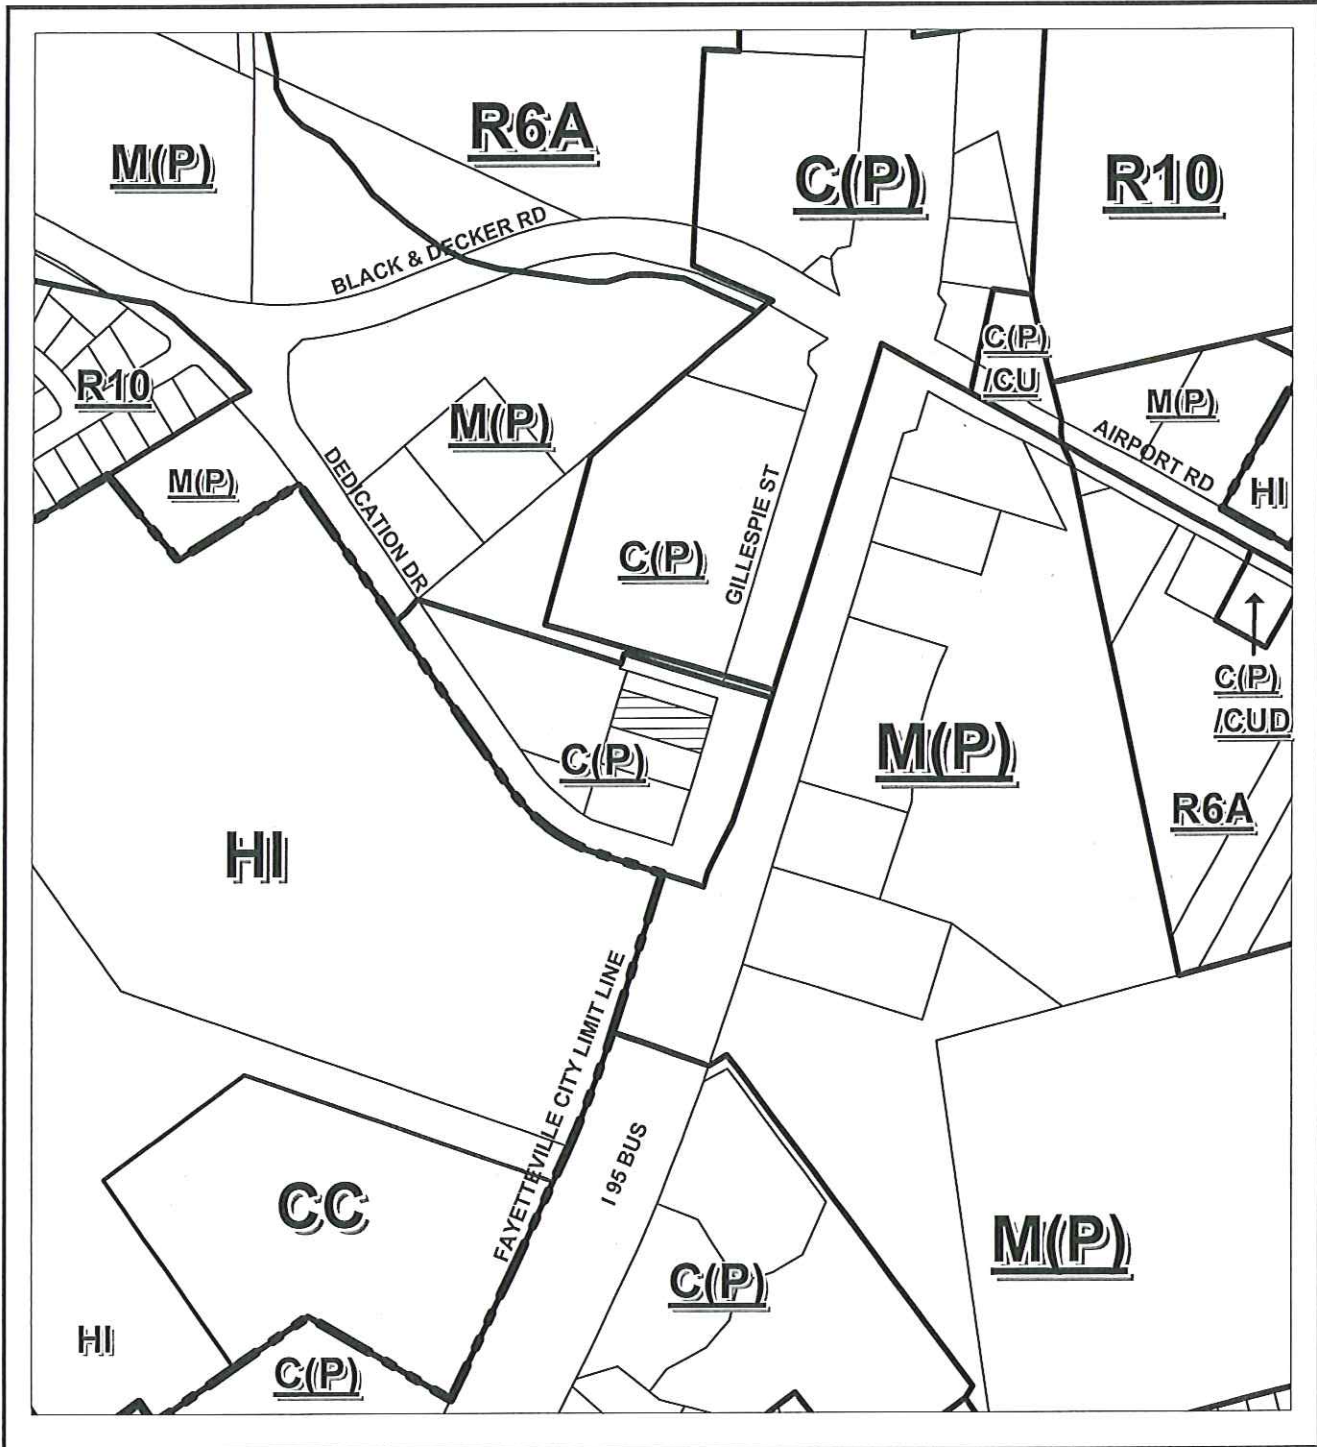 R6A
M(P)
C(P)
R10
BLACK & DECKER RD
C(P)
/CU
R10
M(P)
M(P)
AIRPORT RD
M(P)
DEDICATION DR
HI
GILLESPIE ST
C(P)
C(P)
/CUD
M(P)
C(P)
R6A
HI
FAYETTEVILLE CITY LIMIT LINE
I 95 BUS
CC
M(P)
C(P)
HI
C(P)